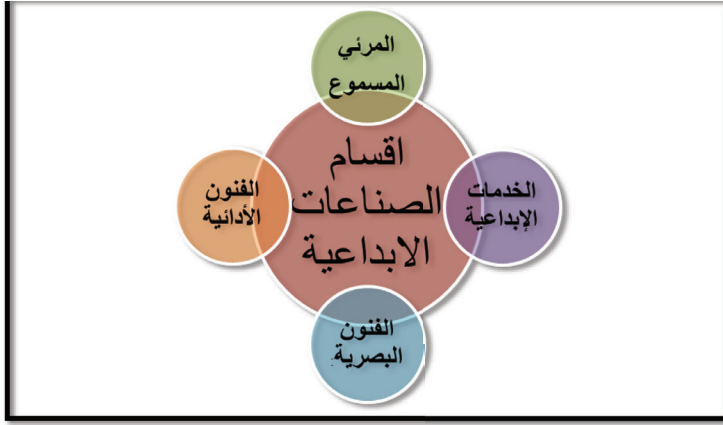 المرئي
المسموع
اقسام
الصناعات
الابداعية
الخدمات
الإبداعية
الفنون
الأدائية
الفنون
البصرية: